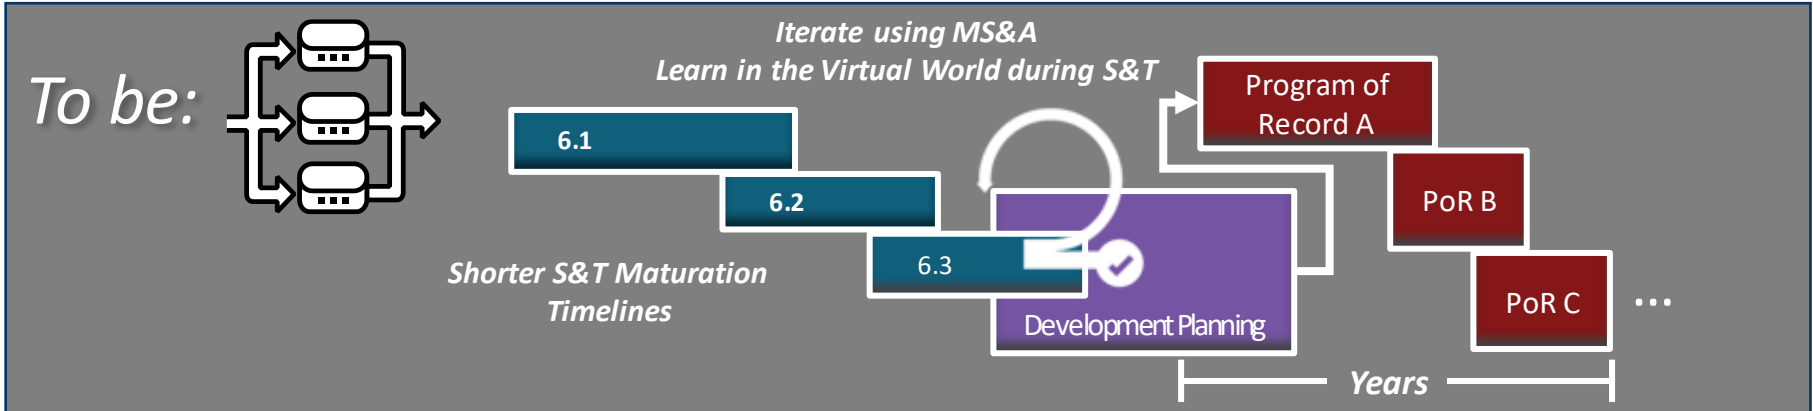 To be:
Iterate using MS&A
Learn in the Virtual World during S&T
6.1
6.2
6.3
Shorter S&T Maturation
Timelines
Development Planning
Program of
Record A
PoR B
PoR C
...
Years